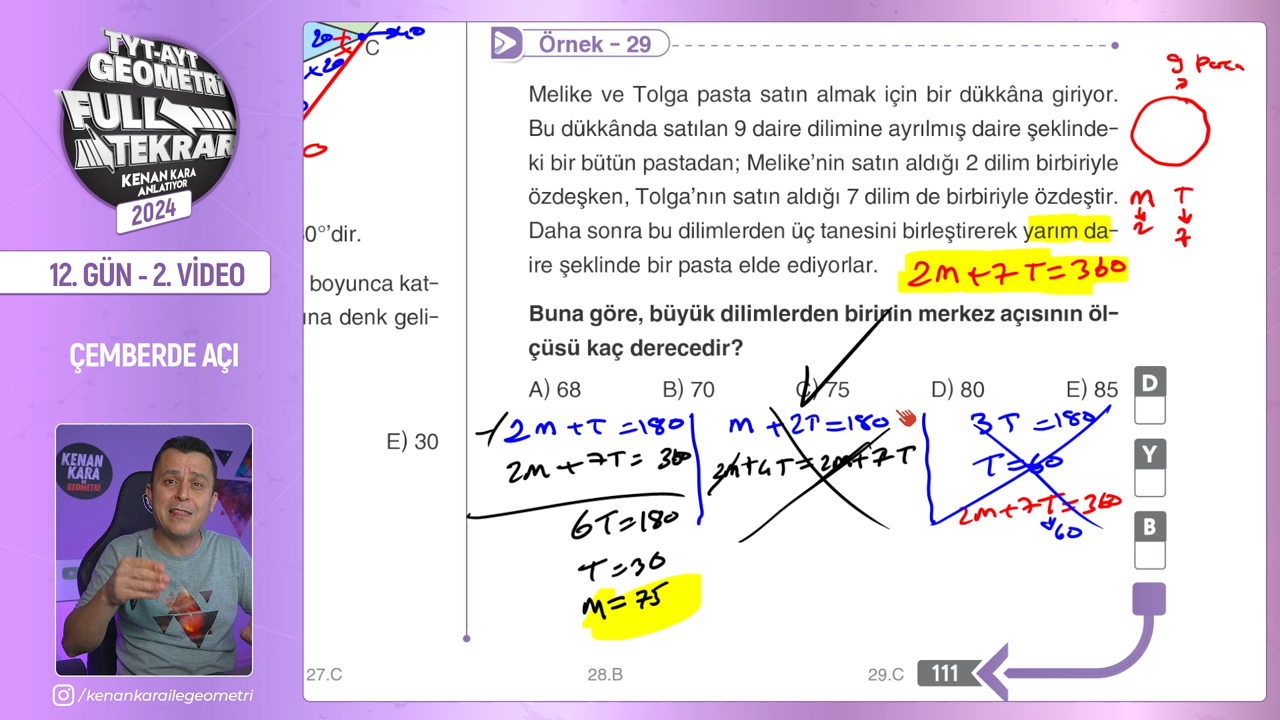 TYT-AYT
GEOMETRİ
FULL
TEKRAR
KENAN KARA
ANLATIYOR
2024
12. GÜN - 2. VİDEO
ÇEMBERDE AÇI
KENAN
KARA
GEOMETRİ
/kenankarailegeometri
20
x20
40
C
0°'dir.
boyunca kat-
ına denk geli-
E) 30
27.C
Örnek – 29
Melike ve Tolga pasta satın almak için bir dükkâna giriyor.
Bu dükkânda satılan 9 daire dilimine ayrılmış daire şeklinde-
ki bir bütün pastadan; Melike'nin satın aldığı 2 dilim birbiriyle
özdeşken, Tolga'nın satın aldığı 7 dilim de birbiriyle özdeştir.
Daha sonra bu dilimlerden üç tanesini birleştirerek yarım da-
ire şeklinde bir pasta elde ediyorlar.
2m+7T=360
Buna göre, büyük dilimlerden birinin merkez açısının öl-
çüsü kaç derecedir?
A) 68 B) 70 C) 75 D) 80 E) 85
2m+T=180
2m+7T=360
6T=180
T=30
m=75
m+2T=180
2m+4T=2m+7T
3T=180
T=60
2m+7T=360
60
9 parça
M T
2 7
D
Y
B
28.B
29.C
111